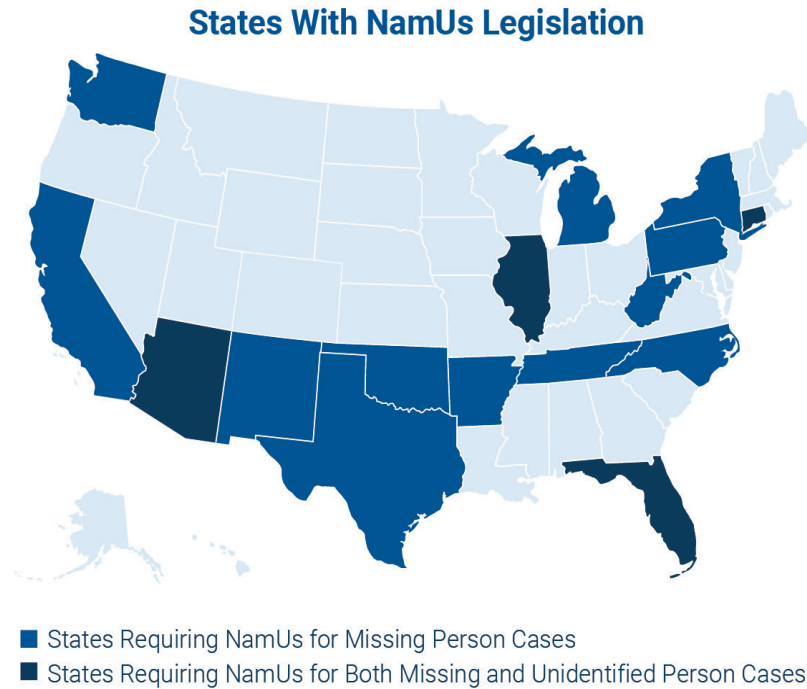 States With NamUs Legislation
States Requiring NamUs for Missing Person Cases
States Requiring NamUs for Both Missing and Unidentified Person Cases